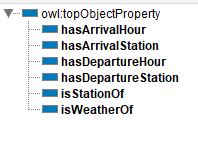 owl:topObjectProperty
hasArrivalHour
hasArrivalStation
hasDepartureHour
hasDepartureStation
isStationOf
isWeatherOf